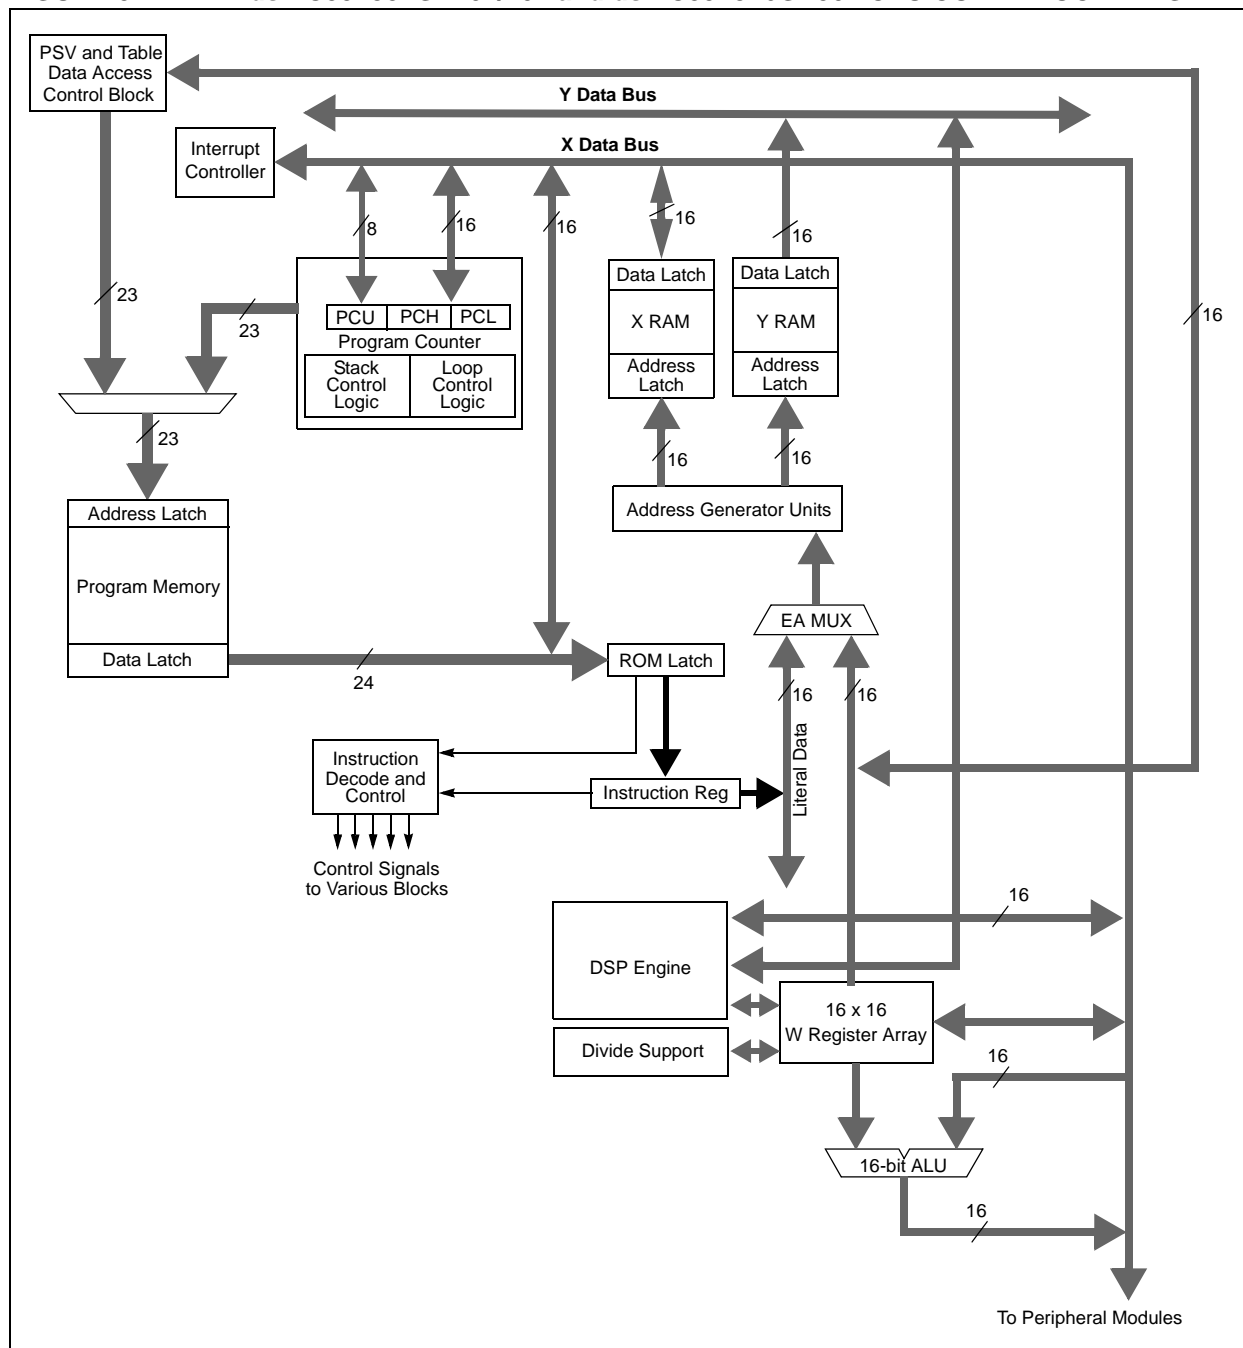 PSV and Table
Data Access
Control Block
Y Data Bus
Interrupt
Controller
X Data Bus
8
16
16
16
16
23
23
16
Data Latch
X RAM
Address
Latch
Data Latch
Y RAM
Address
Latch
PCU
PCH
PCL
Program Counter
Stack
Control
Logic
Loop
Control
Logic
23
16
16
Address Latch
Program Memory
Data Latch
Address Generator Units
EA MUX
24
ROM Latch
16
16
Literal Data
Instruction
Decode and
Control
Instruction Reg
Control Signals
to Various Blocks
16
DSP Engine
16 x 16
W Register Array
Divide Support
16
16-bit ALU
16
To Peripheral Modules